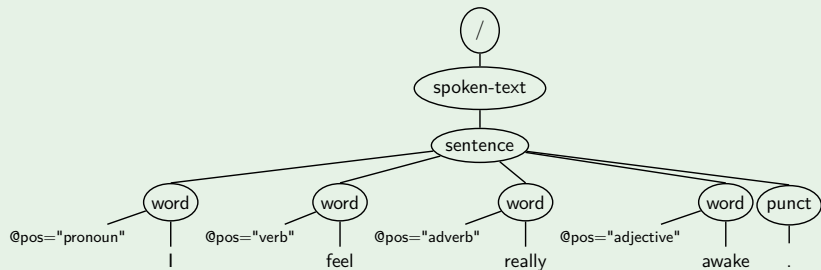 /
spoken-text
sentence
word word word word punct
@pos="pronoun" @pos="verb" @pos="adverb" @pos="adjective"
I feel really awake .